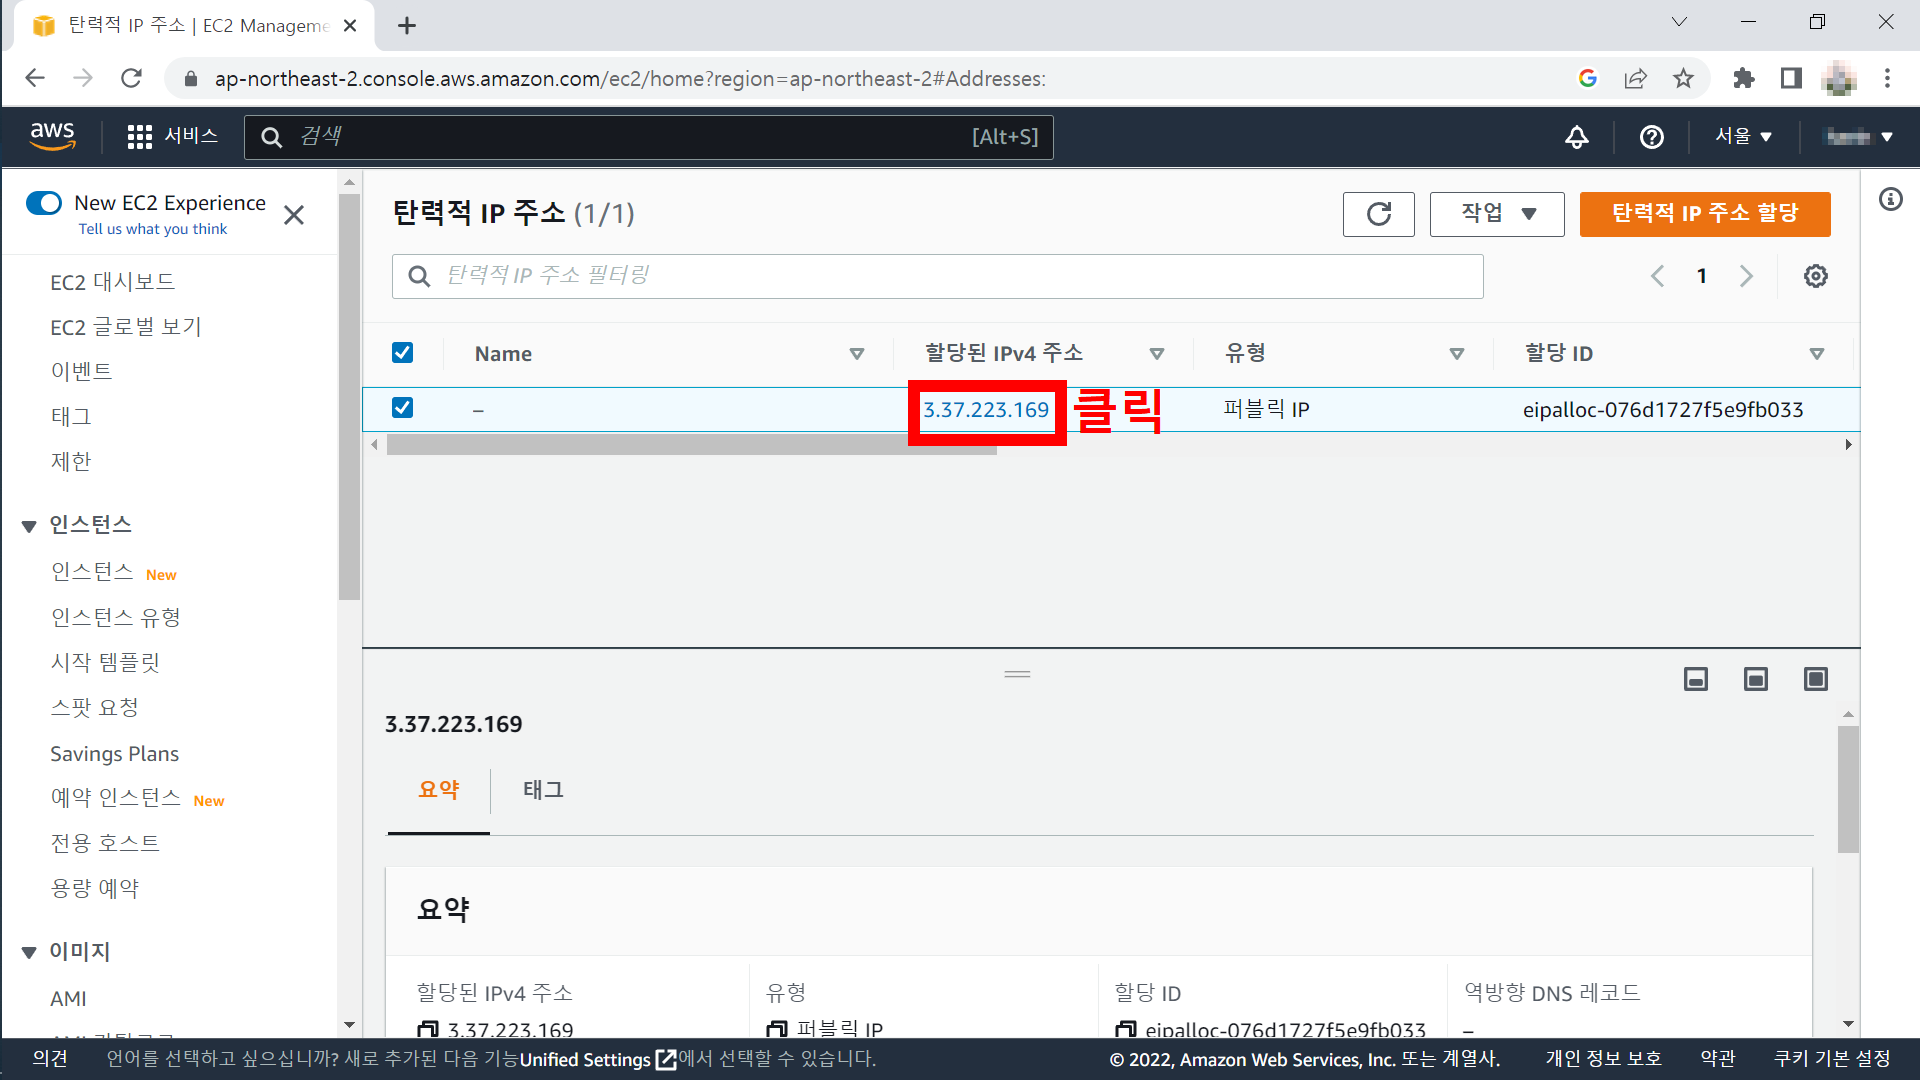 탄력적 IP 주소 | EC2 Manageme
ap-northeast-2.console.aws.amazon.com/ec2/home?region=ap-northeast-2#Addresses:
aws
서비스
검색
[Alt+S]
서울
New EC2 Experience
Tell us what you think
EC2 대시보드
EC2 글로벌 보기
이벤트
태그
제한
인스턴스
인스턴스 New
인스턴스 유형
시작 템플릿
스팟 요청
Savings Plans
예약 인스턴스 New
전용 호스트
용량 예약
이미지
AMI
탄력적 IP 주소 (1/1)
작업
탄력적 IP 주소 할당
탄력적 IP 주소 필터링
1
Name
할당된 IPv4 주소
유형
할당 ID
–
3.37.223.169
클릭
퍼블릭 IP
eipalloc-076d1727f5e9fb033
3.37.223.169
요약
태그
요약
할당된 IPv4 주소
3.37.223.169
유형
퍼블릭 IP
할당 ID
eipalloc-076d1727f5e9fb033
역방향 DNS 레코드
–
의견
언어를 선택하고 싶으십니까? 새로 추가된 다음 기능Unified Settings에서 선택할 수 있습니다.
© 2022, Amazon Web Services, Inc. 또는 계열사.
개인 정보 보호
약관
쿠키 기본 설정